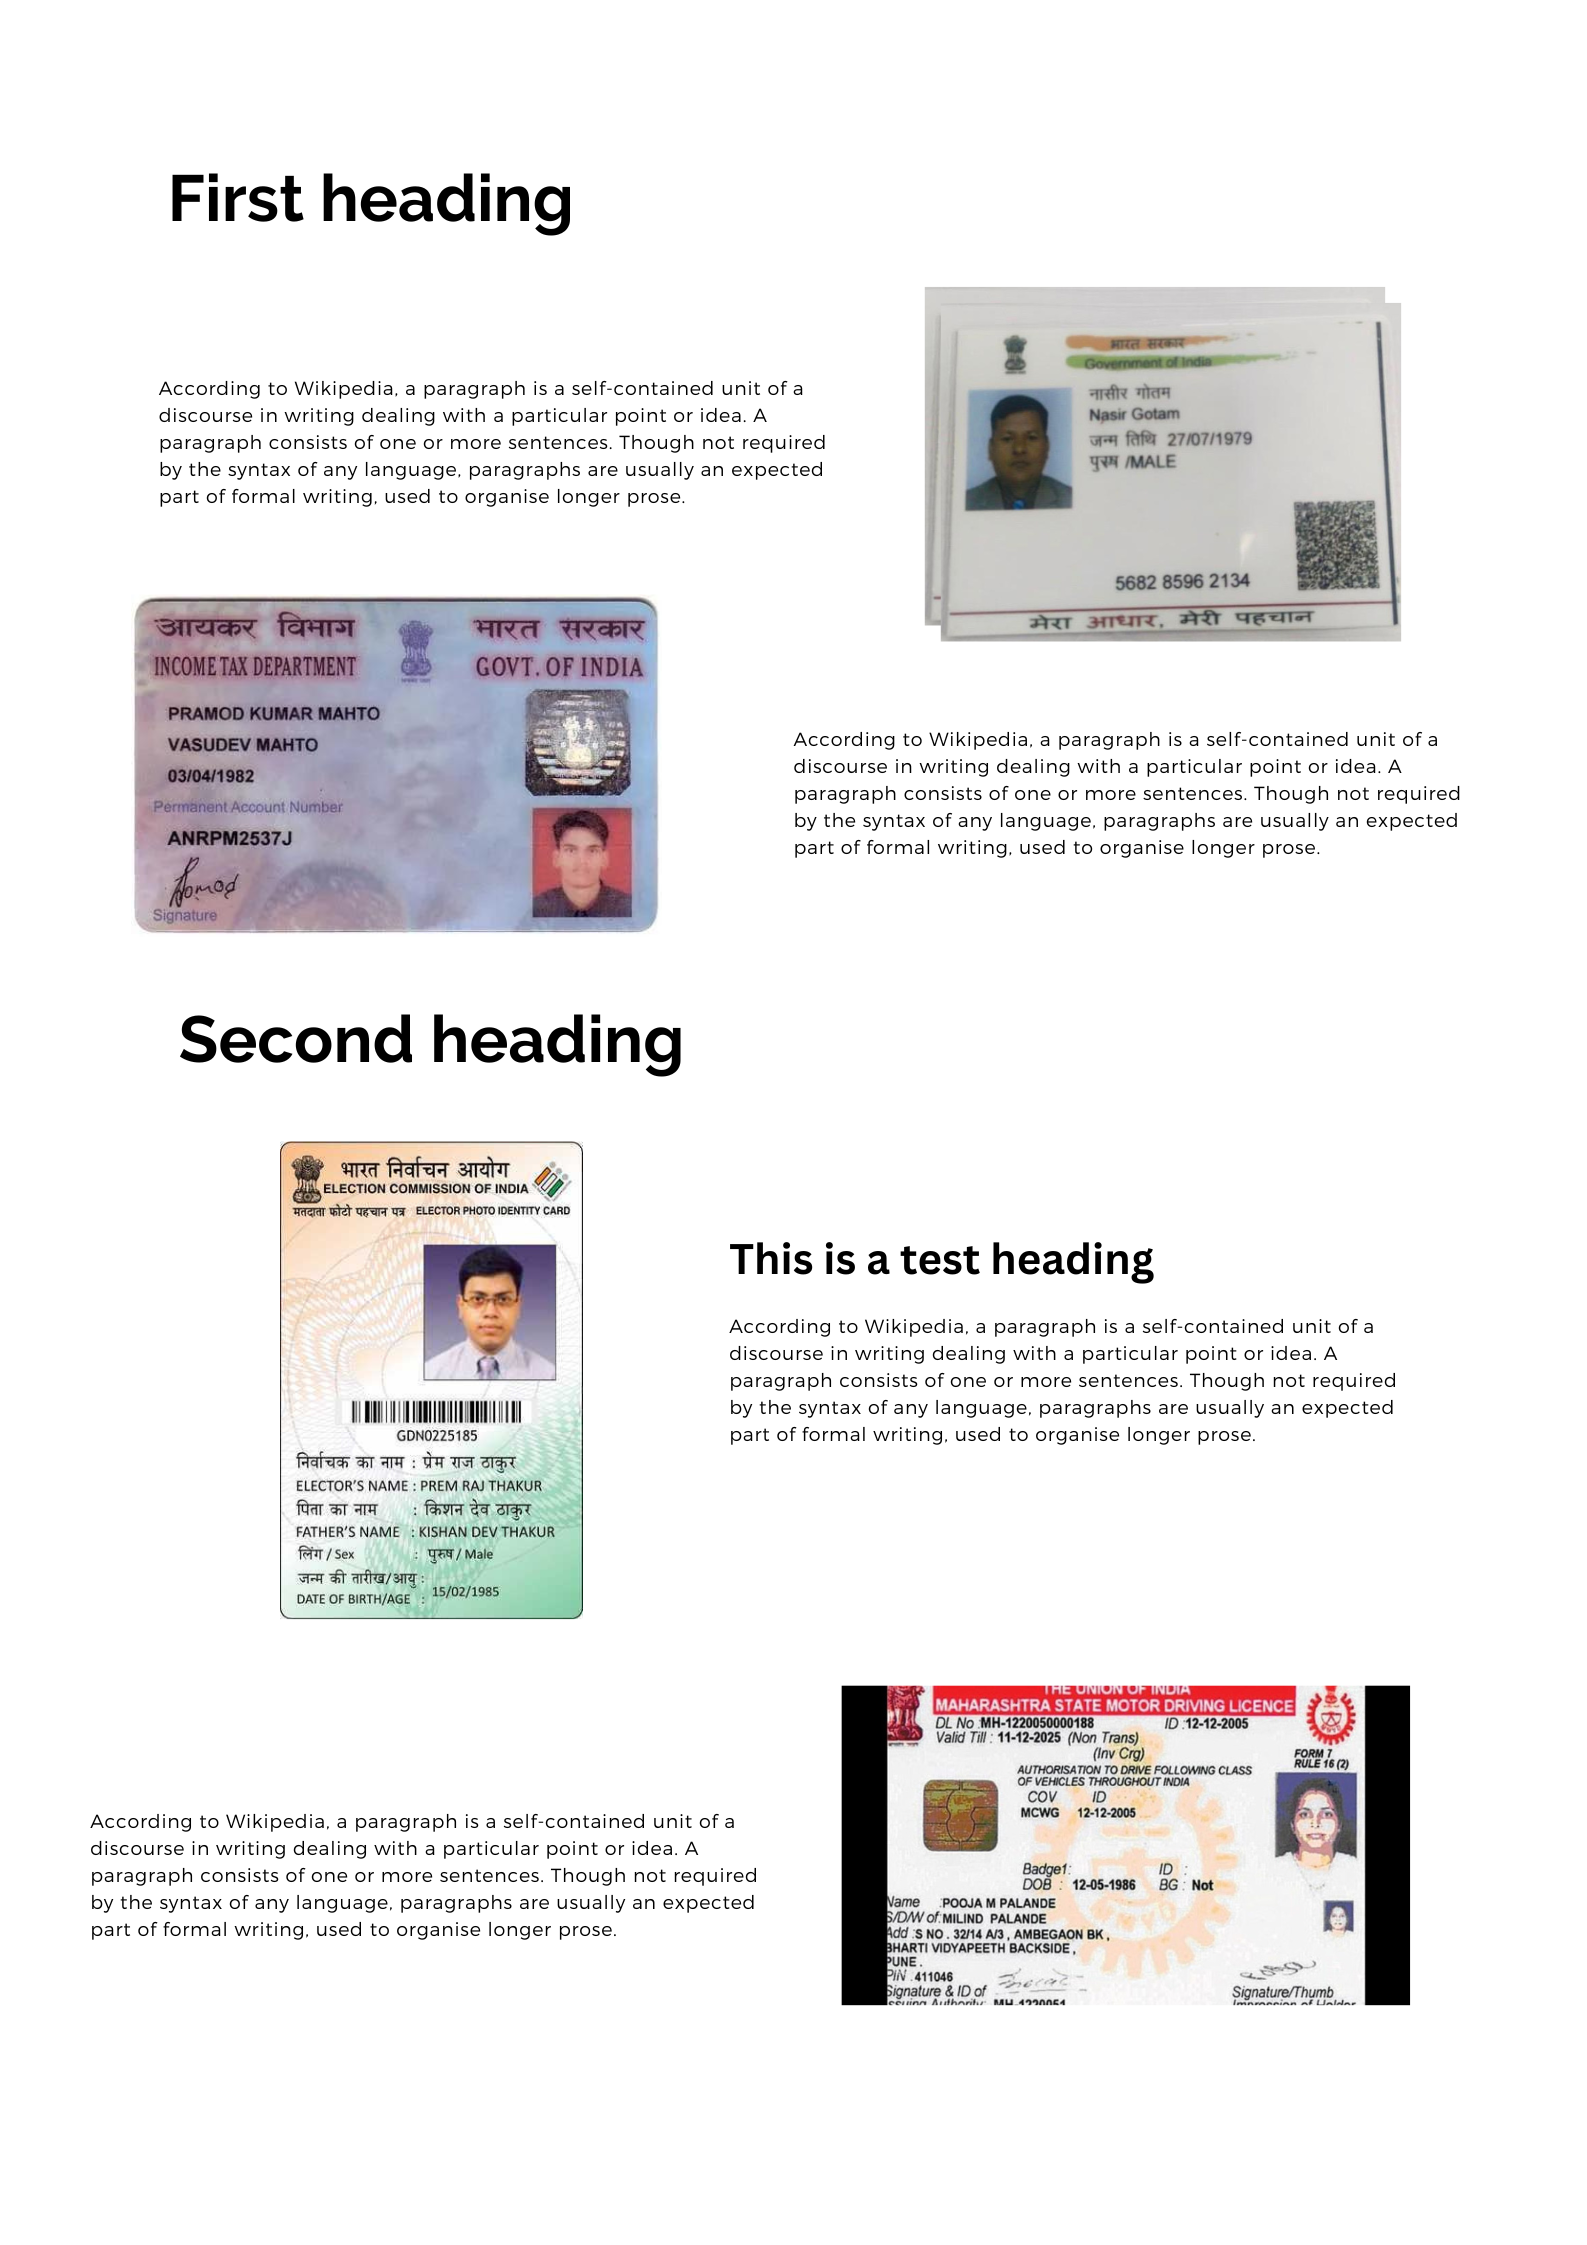 First heading
According to Wikipedia, a paragraph is a self-contained unit of a
discourse in writing dealing with a particular point or idea. A
paragraph consists of one or more sentences. Though not required
by the syntax of any language, paragraphs are usually an expected
part of formal writing, used to organise longer prose.
भारत सरकार
Government of India
नासीर गोतम
Nasir Gotam
जन्म तिथि 27/07/1979
पुरुष /MALE
5682 8596 2134
मेरा आधार, मेरी पहचान
आयकर विभाग भारत सरकार
INCOME TAX DEPARTMENT GOVT. OF INDIA
PRAMOD KUMAR MAHTO
VASUDEV MAHTO
03/04/1982
Permanent Account Number
ANRPM2537J
Signature
According to Wikipedia, a paragraph is a self-contained unit of a
discourse in writing dealing with a particular point or idea. A
paragraph consists of one or more sentences. Though not required
by the syntax of any language, paragraphs are usually an expected
part of formal writing, used to organise longer prose.
Second heading
भारत निर्वाचन आयोग
ELECTION COMMISSION OF INDIA
मतदाता फोटो पहचान पत्र ELECTOR PHOTO IDENTITY CARD
GDN0225185
निर्वाचक का नाम : प्रेम राज ठाकुर
ELECTOR'S NAME : PREM RAJ THAKUR
पिता का नाम : किशन देव ठाकुर
FATHER'S NAME : KISHAN DEV THAKUR
लिंग / Sex : पुरुष / Male
जन्म की तारीख/आयु :
DATE OF BIRTH/AGE : 15/02/1985
This is a test heading
According to Wikipedia, a paragraph is a self-contained unit of a
discourse in writing dealing with a particular point or idea. A
paragraph consists of one or more sentences. Though not required
by the syntax of any language, paragraphs are usually an expected
part of formal writing, used to organise longer prose.
THE UNION OF INDIA
MAHARASHTRA STATE MOTOR DRIVING LICENCE
DL No :MH-1220050000188 ID :12-12-2005
Valid Till : 11-12-2025 (Non Trans)
(Inv Crg)
FORM 7
RULE 16 (2)
AUTHORISATION TO DRIVE FOLLOWING CLASS
OF VEHICLES THROUGHOUT INDIA
COV ID
MCWG 12-12-2005
Badge1: ID :
DOB : 12-05-1986 BG : Not
Name :POOJA M PALANDE
S/D/W of:MILIND PALANDE
Add :S NO . 32/14 A/3 , AMBEGAON BK ,
BHARTI VIDYAPEETH BACKSIDE ,
PUNE .
PIN :411046
Signature & ID of
Issuing Authority: MH-1220051
Signature/Thumb
Impression of Holder
According to Wikipedia, a paragraph is a self-contained unit of a
discourse in writing dealing with a particular point or idea. A
paragraph consists of one or more sentences. Though not required
by the syntax of any language, paragraphs are usually an expected
part of formal writing, used to organise longer prose.